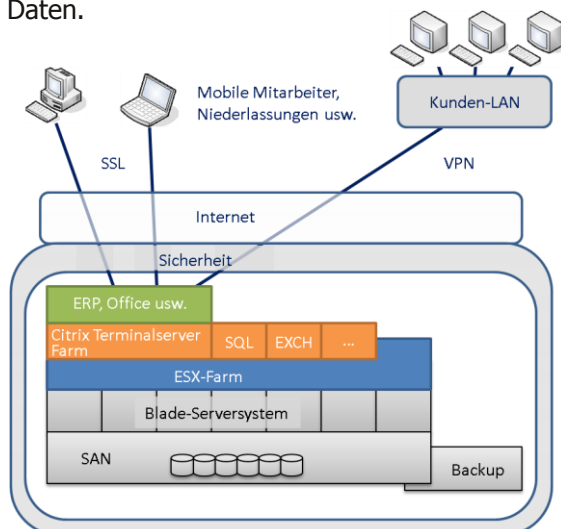 Daten.
Mobile Mitarbeiter,
Niederlassungen usw.
Kunden-LAN
SSL
VPN
Internet
Sicherheit
ERP, Office usw.
Citrix Terminalserver
Farm
SQL
EXCH
...
ESX-Farm
Blade-Serversystem
SAN
Backup